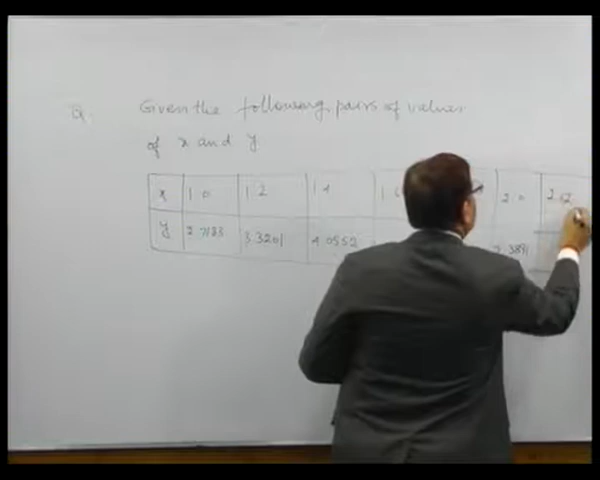 Q. Given the following pairs of values
of x and y
x 1.0 1.2 1.4 2.0 2.2
y 2.7183 3.3201 4.0552 7.3891